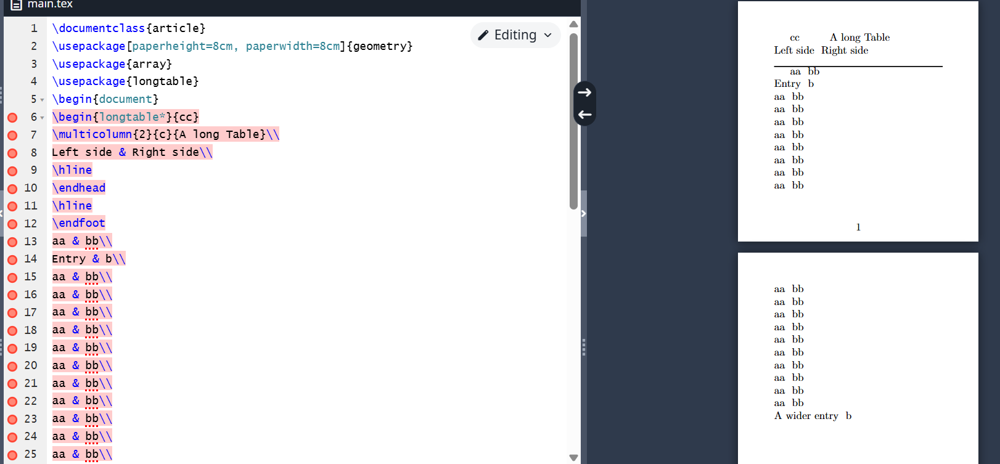 main.tex
Editing
1 \documentclass{article}
2 \usepackage[paperheight=8cm, paperwidth=8cm]{geometry}
3 \usepackage{array}
4 \usepackage{longtable}
5 \begin{document}
6 \begin{longtable*}{cc}
7 \multicolumn{2}{c}{A long Table}\\
8 Left side & Right side\\
9 \hline
10 \endhead
11 \hline
12 \endfoot
13 aa & bb\\
14 Entry & b\\
15 aa & bb\\
16 aa & bb\\
17 aa & bb\\
18 aa & bb\\
19 aa & bb\\
20 aa & bb\\
21 aa & bb\\
22 aa & bb\\
23 aa & bb\\
24 aa & bb\\
25 aa & bb\\
cc A long Table
Left side Right side
aa bb
Entry b
aa bb
aa bb
aa bb
aa bb
aa bb
aa bb
aa bb
aa bb
1
aa bb
aa bb
aa bb
aa bb
aa bb
aa bb
aa bb
aa bb
aa bb
aa bb
A wider entry b